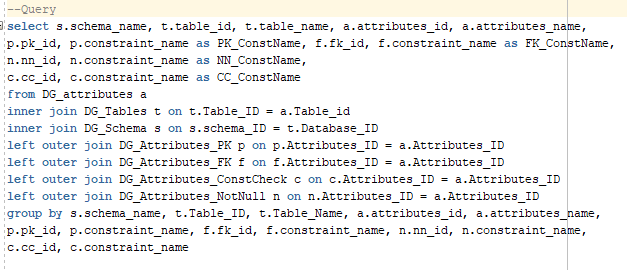 --Query
select s.schema_name, t.table_id, t.table_name, a.attributes_id, a.attributes_name,
p.pk_id, p.constraint_name as PK_ConstName, f.fk_id, f.constraint_name as FK_ConstName,
n.nn_id, n.constraint_name as NN_ConstName,
c.cc_id, c.constraint_name as CC_ConstName
from DG_attributes a
inner join DG_Tables t on t.Table_ID = a.Table_id
inner join DG_Schema s on s.schema_ID = t.Database_ID
left outer join DG_Attributes_PK p on p.Attributes_ID = a.Attributes_ID
left outer join DG_Attributes_FK f on f.Attributes_ID = a.Attributes_ID
left outer join DG_Attributes_ConstCheck c on c.Attributes_ID = a.Attributes_ID
left outer join DG_Attributes_NotNull n on n.Attributes_ID = a.Attributes_ID
group by s.schema_name, t.Table_ID, t.Table_Name, a.attributes_id, a.attributes_name,
p.pk_id, p.constraint_name, f.fk_id, f.constraint_name, n.nn_id, n.constraint_name,
c.cc_id, c.constraint_name